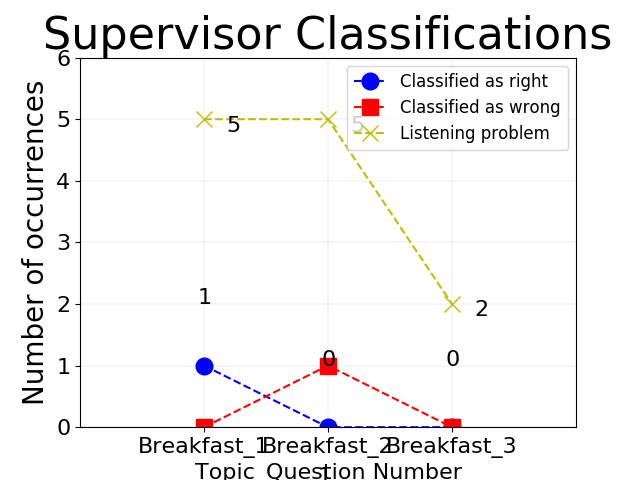 Supervisor Classifications
Number of occurrences
6
5
4
3
2
1
0
Classified as right
Classified as wrong
Listening problem
5
5
2
1
0
0
Breakfast_1
Breakfast_2
Breakfast_3
Topic_Question Number